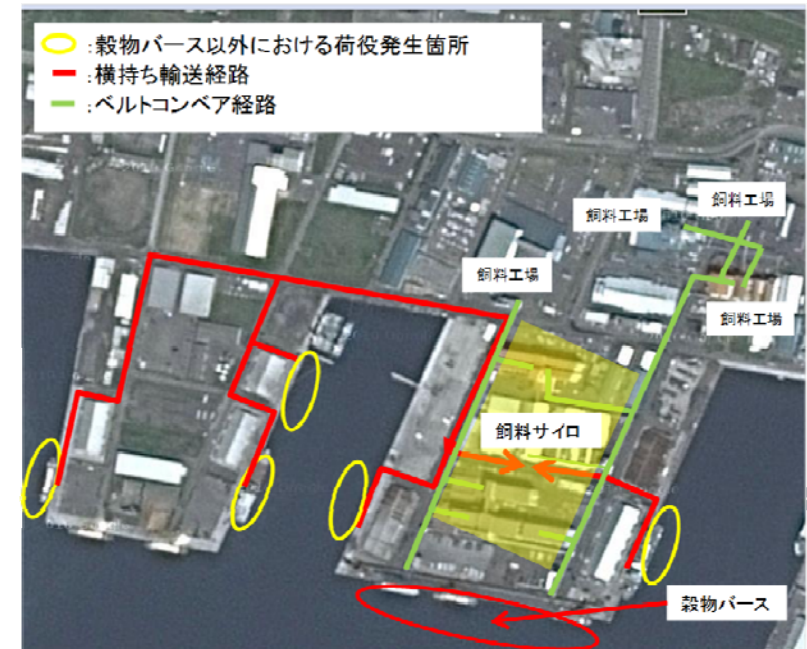 :穀物バース以外における荷役発生箇所
:横持ち輸送経路
:ベルトコンベア経路
飼料工場
飼料工場
飼料工場
飼料工場
飼料サイロ
穀物バース